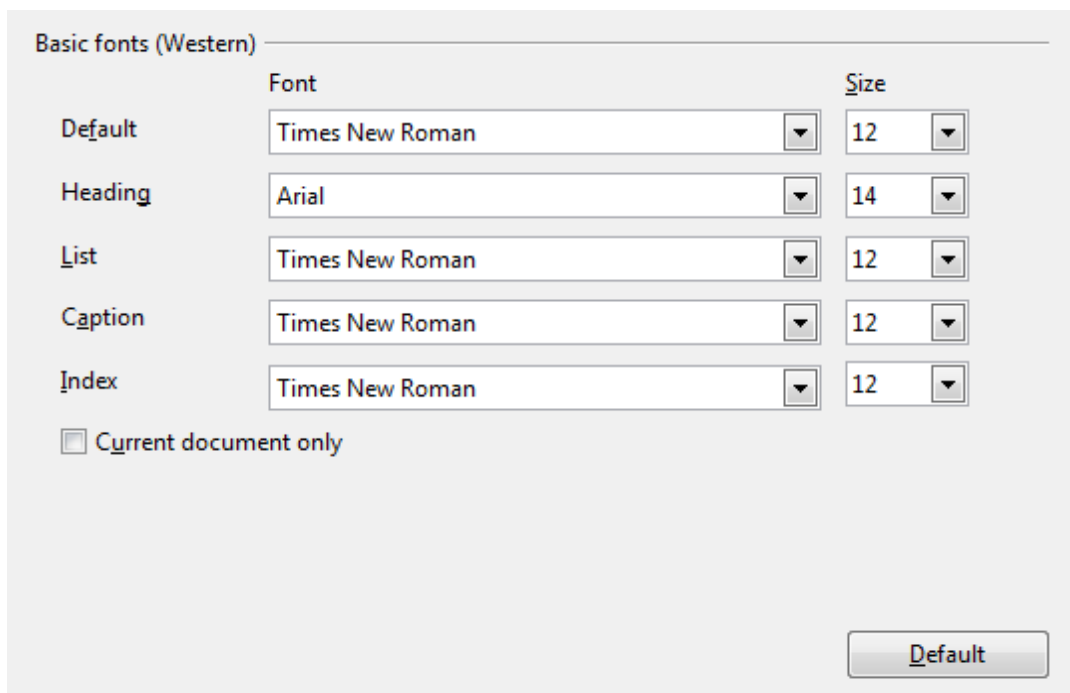 Basic fonts (Western)
Font Size
Default Times New Roman 12
Heading Arial 14
List Times New Roman 12
Caption Times New Roman 12
Index Times New Roman 12
Current document only
Default